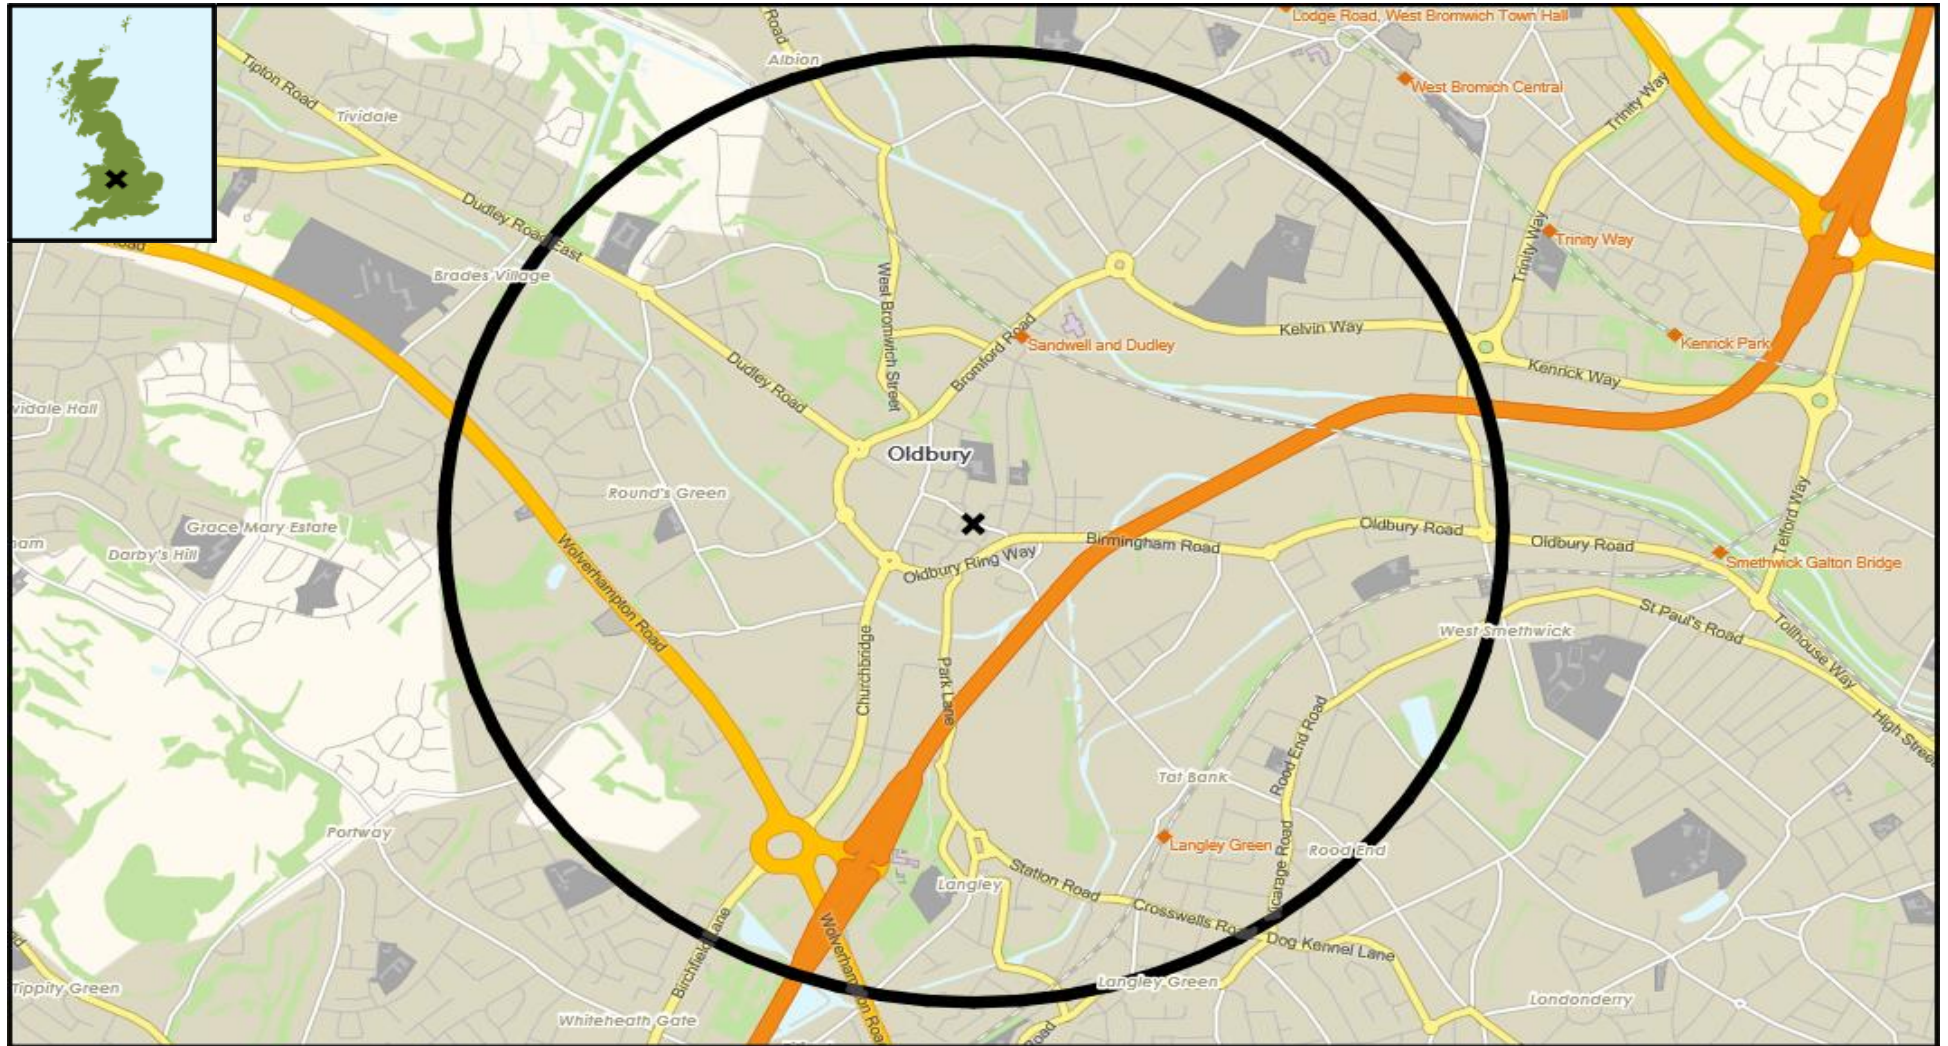 Road
Lodge Road, West Bromwich Town Hall
Albion
Tipton Road
West Bromich Central
Trinity Way
Tividale
Dudley Road East
Trinity Way
Trinity Way
Road
Brades Village
West Bromwich Street
Kelvin Way
Bromford Road
Sandwell and Dudley
Kenrick Park
Dudley Road
Kenrick Way
Oldbury
Round's Green
Grace Mary Estate
Darby's Hill
Wolverhampton Road
Oldbury Road
Birmingham Road
Oldbury Road
Telford Way
Oldbury Ring Way
Smethwick Galton Bridge
St Paul's Road
West Smethwick
Tollhouse Way
Churchbridge
Park Lane
Rood End Road
High Street
Tat Bank
Portway
Langley Green
Rood End
Langley
Station Road
icarage Road
Crosswells Road
Dog Kennel Lane
Birchfield Lane
Wolverhampton Road
Langley Green
Tippity Green
Londonderry
Whiteheath Gate
Road